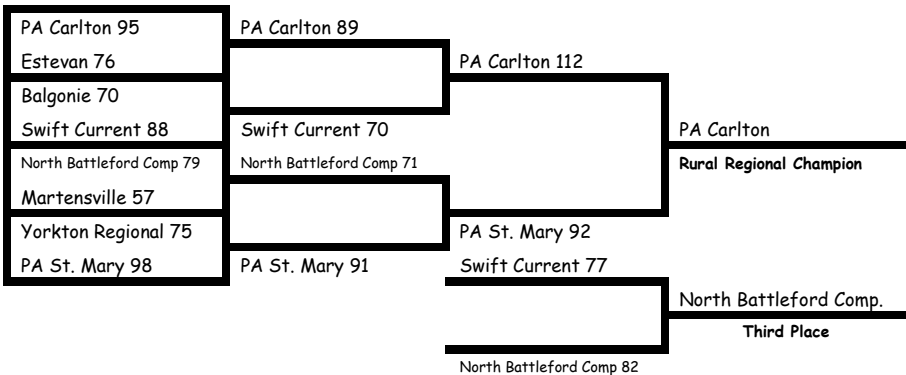 PA Carlton 95
Estevan 76
Balgonie 70
Swift Current 88
North Battleford Comp 79
Martensville 57
Yorkton Regional 75
PA St. Mary 98
PA Carlton 89
Swift Current 70
North Battleford Comp 71
PA St. Mary 91
PA Carlton 112
PA St. Mary 92
Swift Current 77
North Battleford Comp 82
PA Carlton
Rural Regional Champion
North Battleford Comp.
Third Place